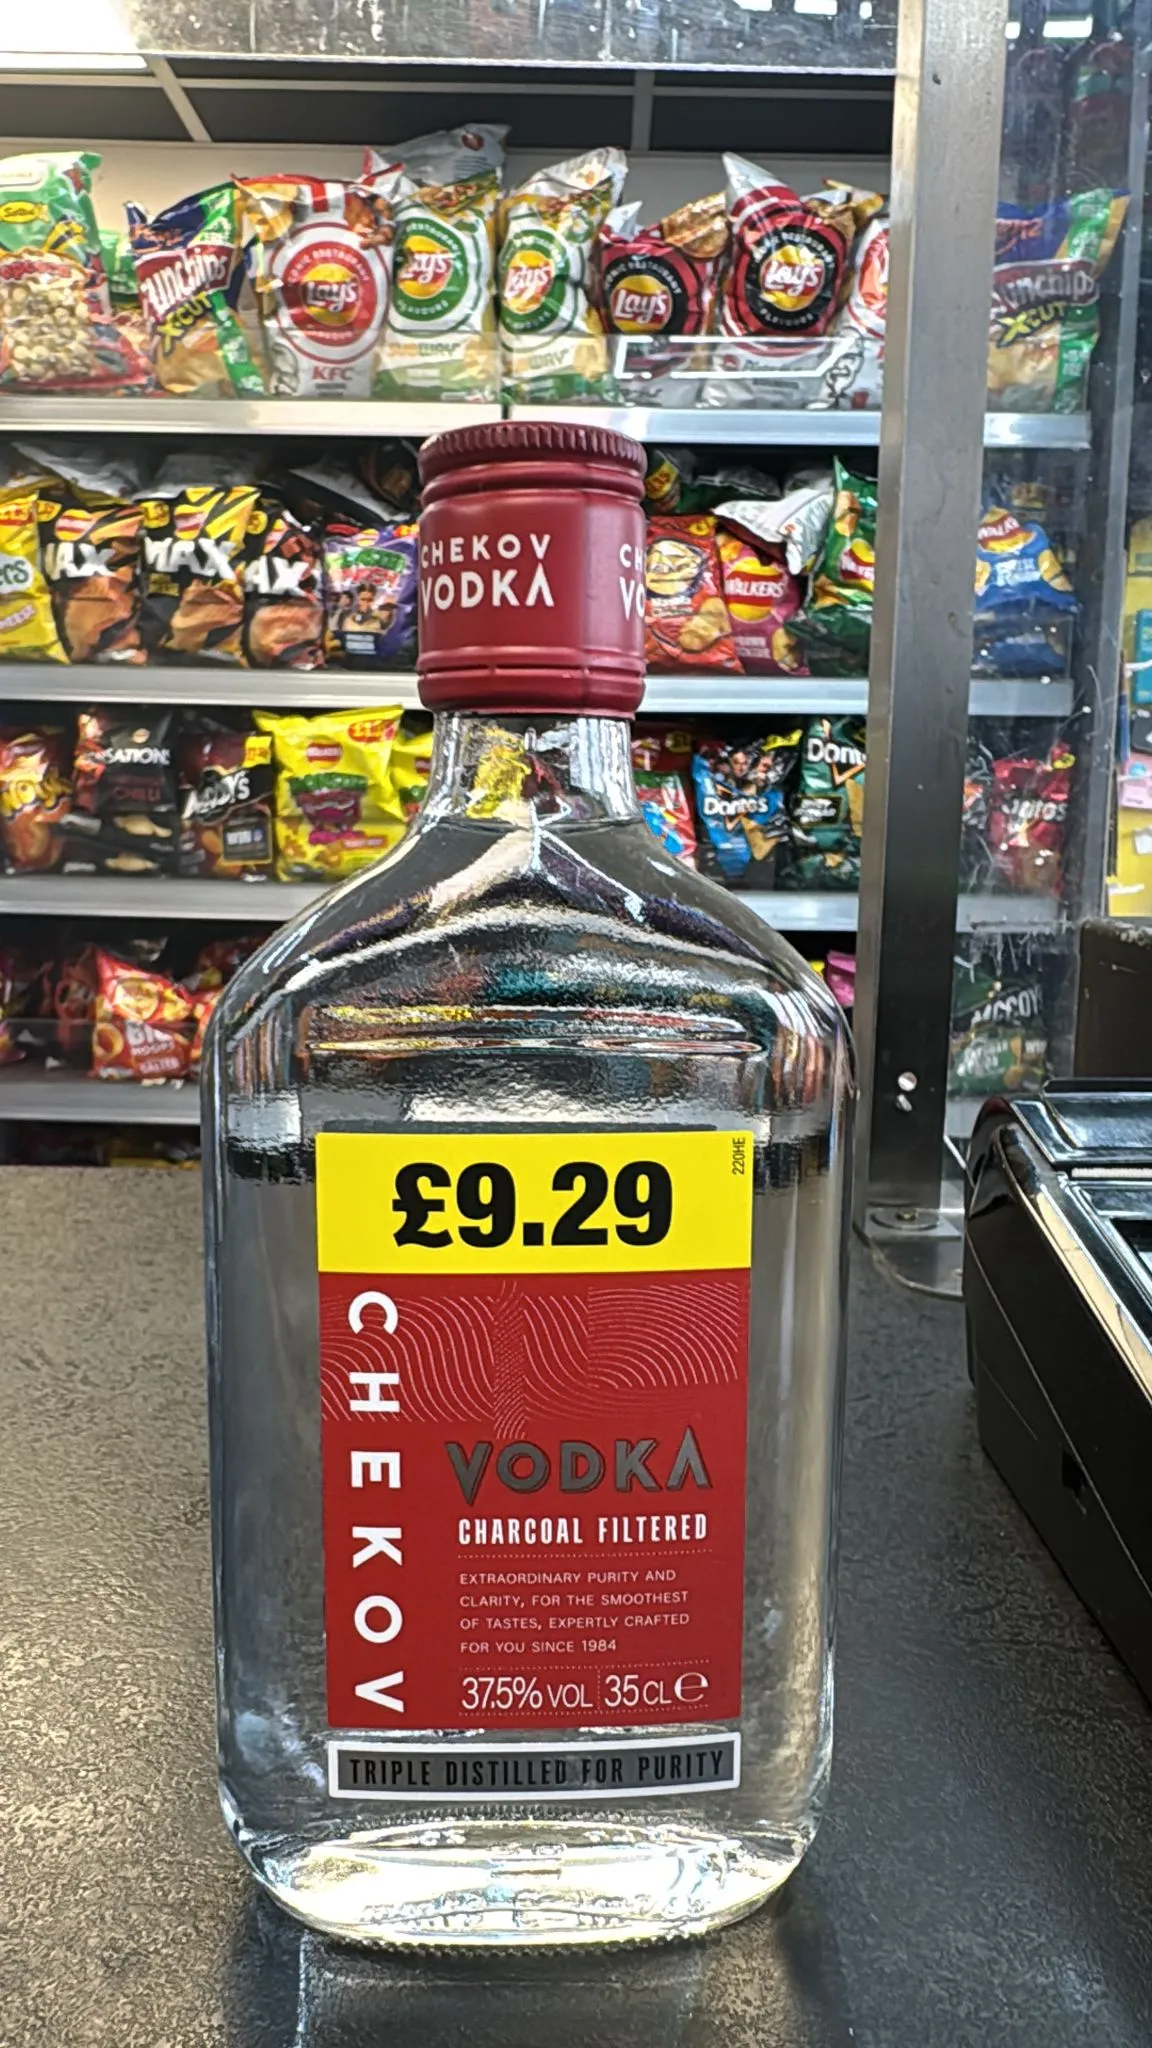 Lay's
KFC
Lay's
SUBWAY
Lay's
Lay's
Lay's
MAX
MAX
WALKERS
Doritos
McCOY'S
CHEKOV
VODKA
£9.29
220HE
CHEKOV
VODKA
CHARCOAL FILTERED
EXTRAORDINARY PURITY AND
CLARITY, FOR THE SMOOTHEST
OF TASTES, EXPERTLY CRAFTED
FOR YOU SINCE 1984
37.5% VOL 35CL e
TRIPLE DISTILLED FOR PURITY